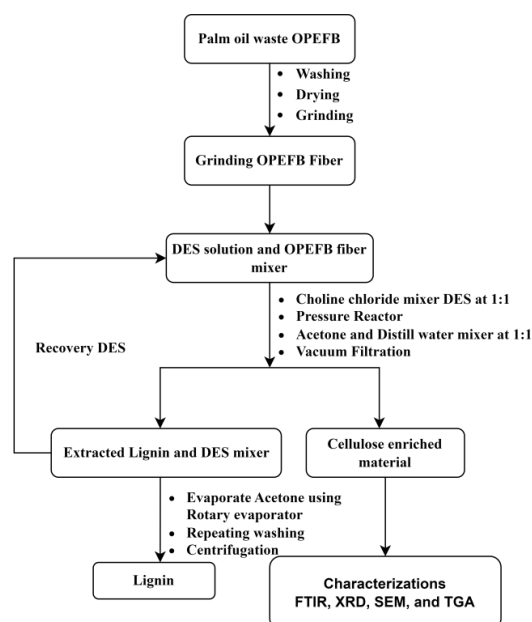 Palm oil waste OPEFB
• Washing
• Drying
• Grinding
Grinding OPEFB Fiber
DES solution and OPEFB fiber
mixer
• Choline chloride mixer DES at 1:1
• Pressure Reactor
• Acetone and Distill water mixer at 1:1
• Vacuum Filtration
Recovery DES
Extracted Lignin and DES mixer
Cellulose enriched
material
• Evaporate Acetone using
Rotary evaporator
• Repeating washing
• Centrifugation
Lignin
Characterizations
FTIR, XRD, SEM, and TGA